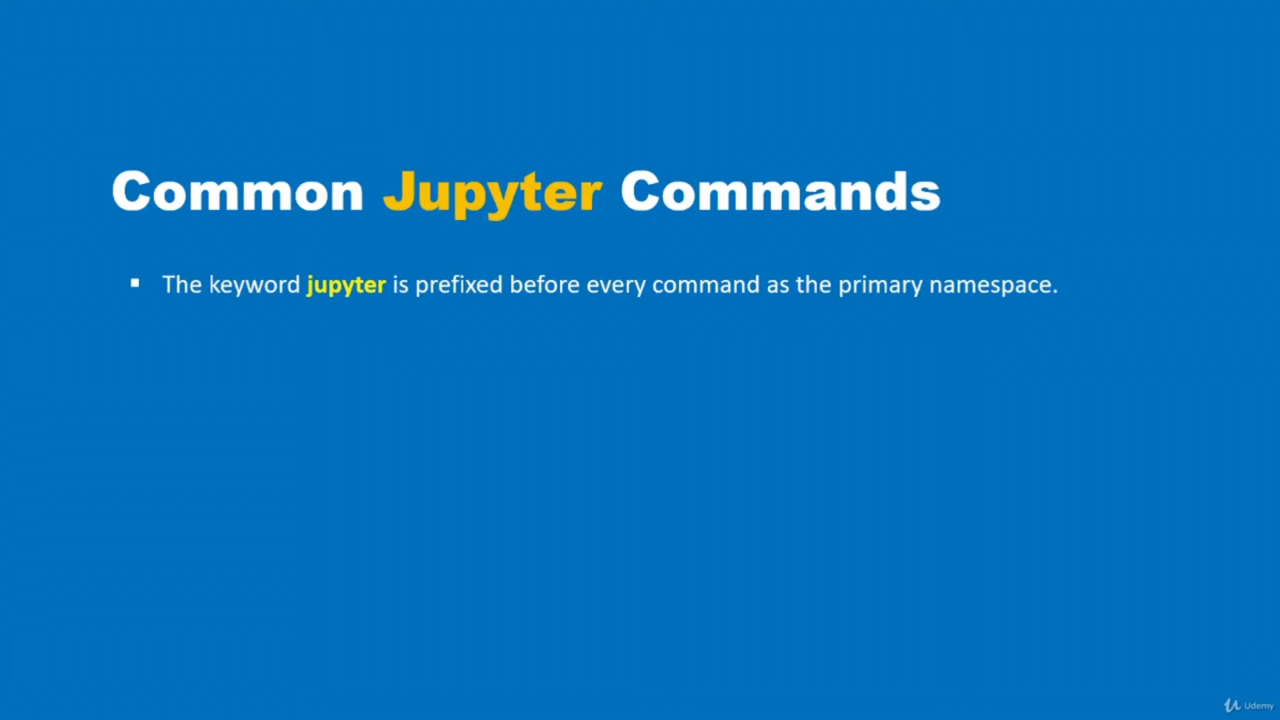 Common Jupyter Commands
▪ The keyword jupyter is prefixed before every command as the primary namespace.
Udemy